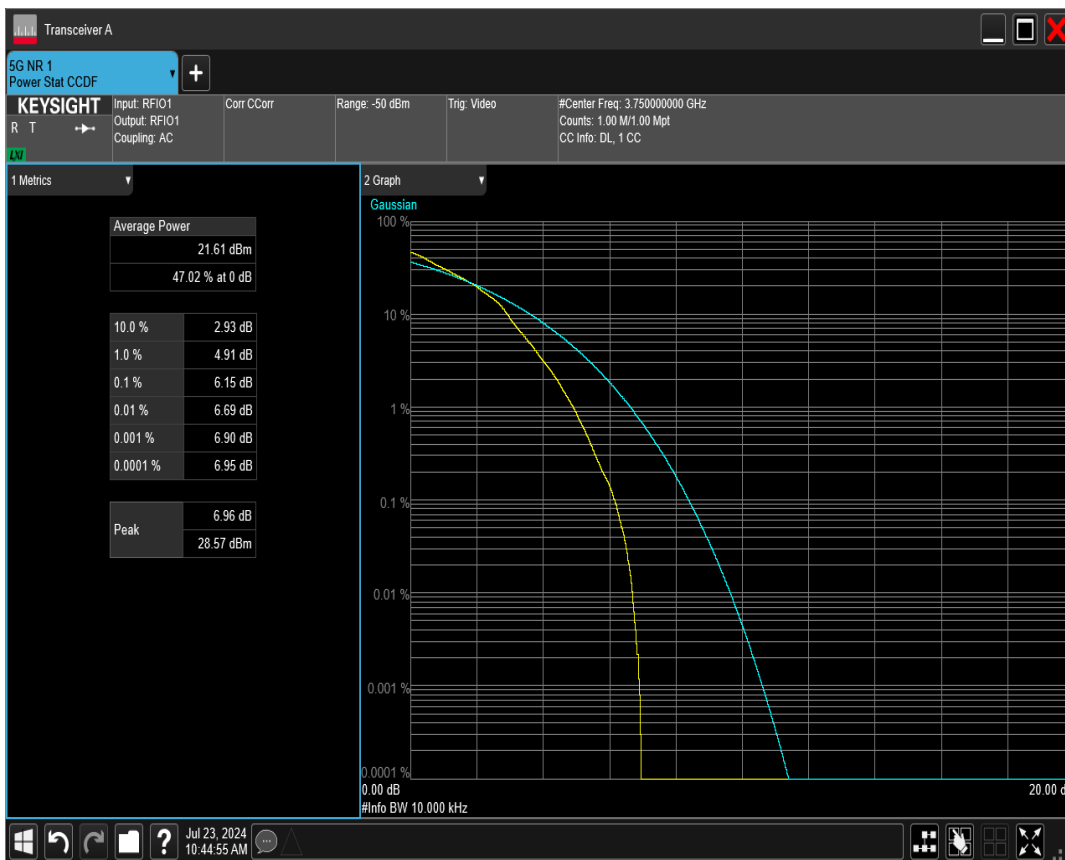 Transceiver A
5G NR 1
Power Stat CCDF
+
KEYSIGHT
R T
LXI
Input: RFIO1
Output: RFIO1
Coupling: AC
Corr CCorr
Range: -50 dBm
Trig: Video
#Center Freq: 3.750000000 GHz
Counts: 1.00 M/1.00 Mpt
CC Info: DL, 1 CC
1 Metrics
Average Power
21.61 dBm
47.02 % at 0 dB
10.0 % 2.93 dB
1.0 % 4.91 dB
0.1 % 6.15 dB
0.01 % 6.69 dB
0.001 % 6.90 dB
0.0001 % 6.95 dB
Peak 6.96 dB
28.57 dBm
2 Graph
Gaussian
100 %
10 %
1 %
0.1 %
0.01 %
0.001 %
0.0001 %
0.00 dB 20.00 d
#Info BW 10.000 kHz
?
Jul 23, 2024
10:44:55 AM